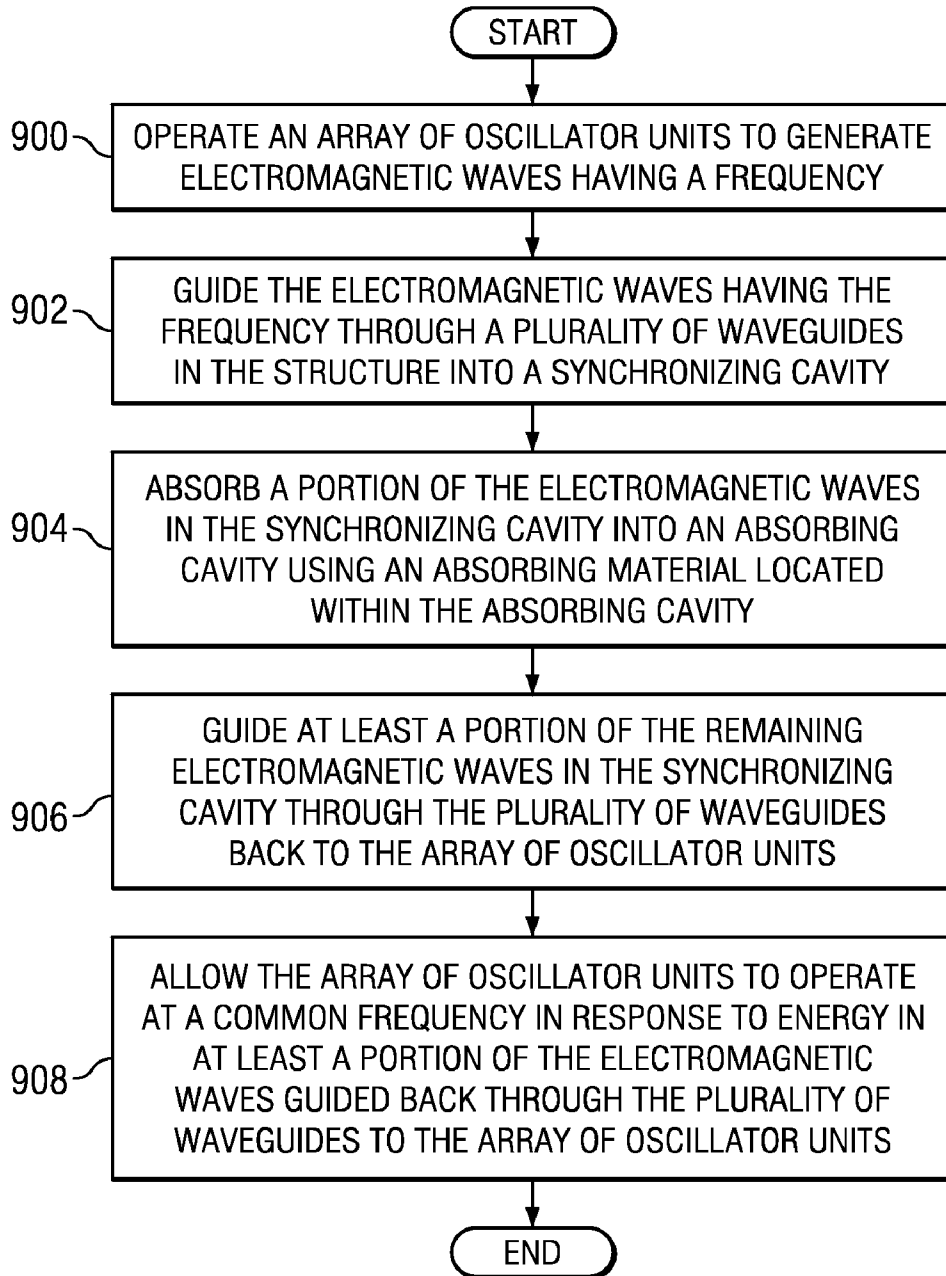 START
900
OPERATE AN ARRAY OF OSCILLATOR UNITS TO GENERATE
ELECTROMAGNETIC WAVES HAVING A FREQUENCY
902
GUIDE THE ELECTROMAGNETIC WAVES HAVING THE
FREQUENCY THROUGH A PLURALITY OF WAVEGUIDES
IN THE STRUCTURE INTO A SYNCHRONIZING CAVITY
904
ABSORB A PORTION OF THE ELECTROMAGNETIC WAVES
IN THE SYNCHRONIZING CAVITY INTO AN ABSORBING
CAVITY USING AN ABSORBING MATERIAL LOCATED
WITHIN THE ABSORBING CAVITY
906
GUIDE AT LEAST A PORTION OF THE REMAINING
ELECTROMAGNETIC WAVES IN THE SYNCHRONIZING
CAVITY THROUGH THE PLURALITY OF WAVEGUIDES
BACK TO THE ARRAY OF OSCILLATOR UNITS
908
ALLOW THE ARRAY OF OSCILLATOR UNITS TO OPERATE
AT A COMMON FREQUENCY IN RESPONSE TO ENERGY IN
AT LEAST A PORTION OF THE ELECTROMAGNETIC
WAVES GUIDED BACK THROUGH THE PLURALITY OF
WAVEGUIDES TO THE ARRAY OF OSCILLATOR UNITS
END